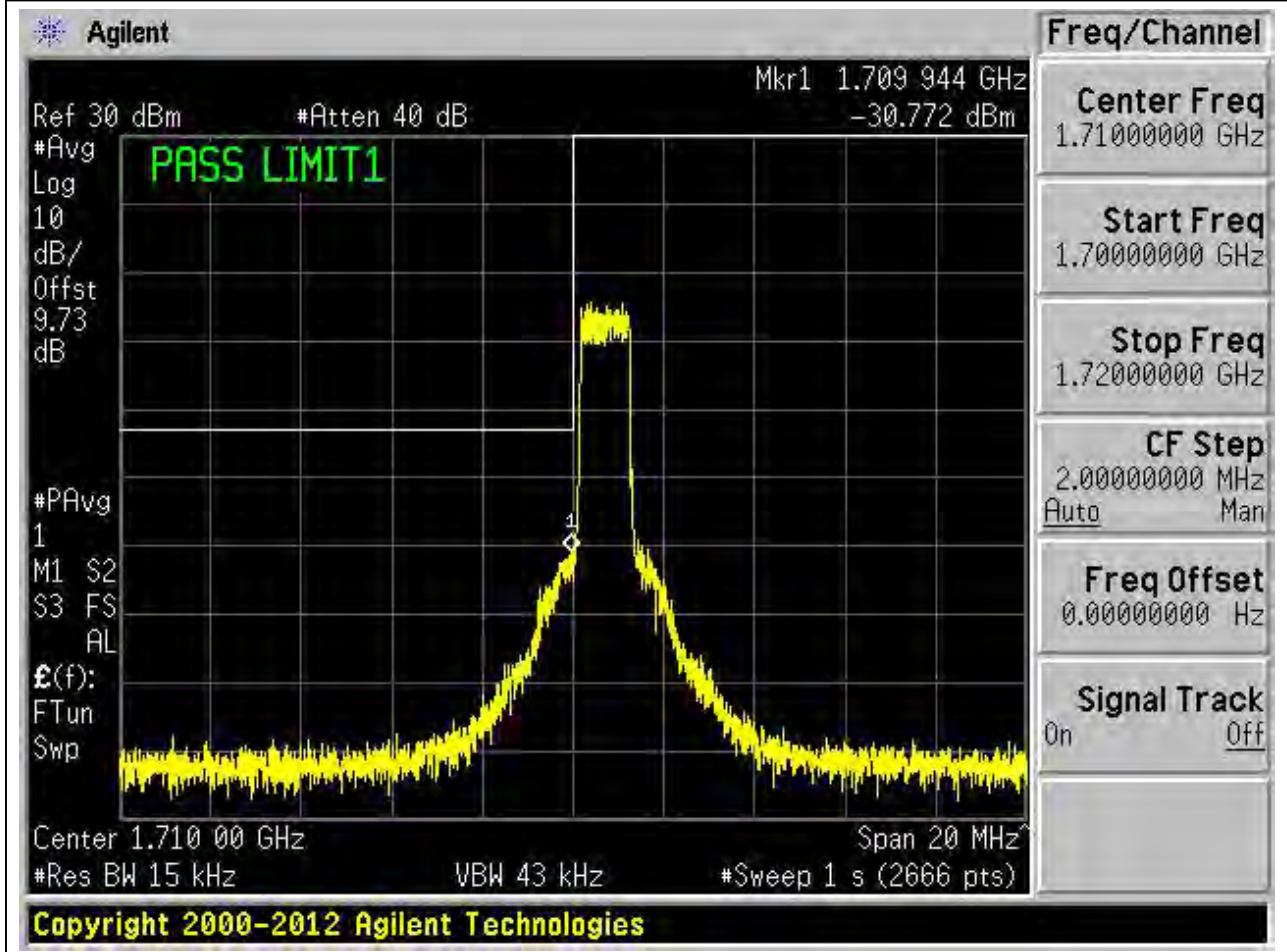 Agilent
Freq/Channel
Mkr1 1.709 944 GHz
Ref 30 dBm #Atten 40 dB -30.772 dBm
#Avg
Log
10
dB/
Offst
9.73
dB
PASS LIMIT1
#PAvg
1
M1 S2
S3 FS
AL
£(f):
FTun
Swp
1
Center 1.710 00 GHz Span 20 MHz^
#Res BW 15 kHz VBW 43 kHz #Sweep 1 s (2666 pts)
Center Freq
1.71000000 GHz
Start Freq
1.70000000 GHz
Stop Freq
1.72000000 GHz
CF Step
2.00000000 MHz
Auto Man
Freq Offset
0.00000000 Hz
Signal Track
On Off
Copyright 2000-2012 Agilent Technologies